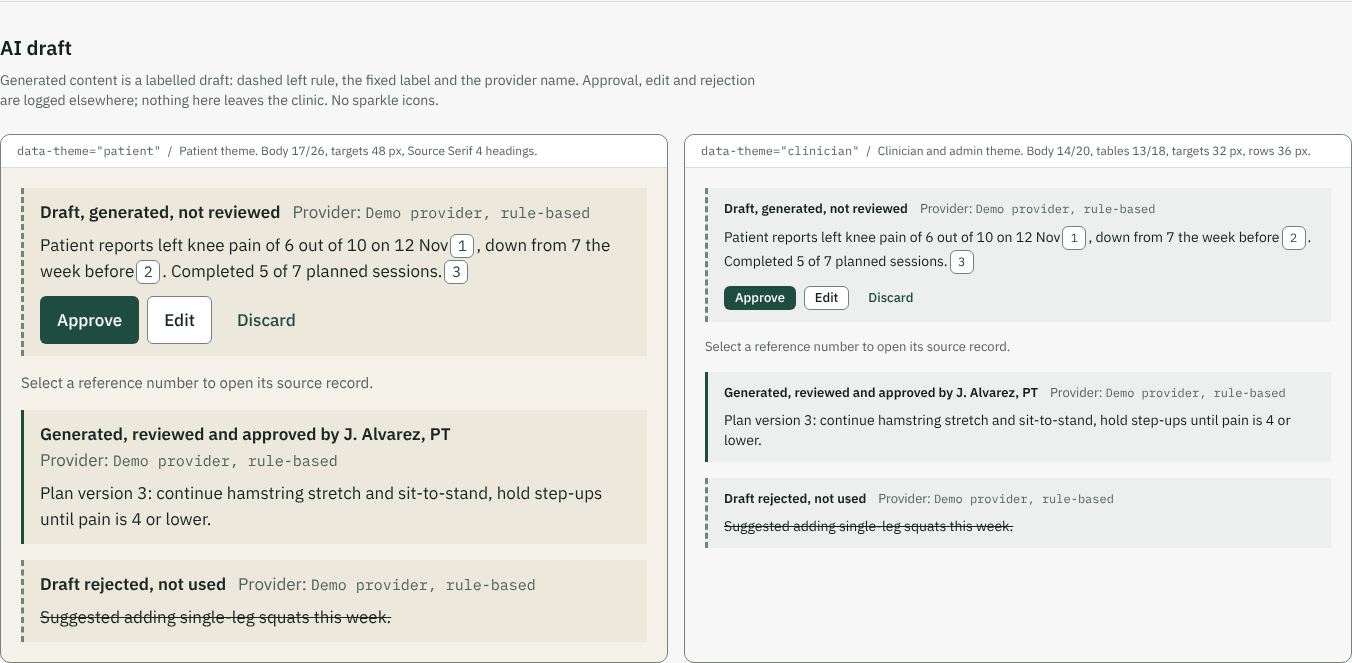 AI draft
Generated content is a labelled draft: dashed left rule, the fixed label and the provider name. Approval, edit and rejection
are logged elsewhere; nothing here leaves the clinic. No sparkle icons.
data-theme="patient" / Patient theme. Body 17/26, targets 48 px, Source Serif 4 headings.
Draft, generated, not reviewed Provider: Demo provider, rule-based
Patient reports left knee pain of 6 out of 10 on 12 Nov 1 , down from 7 the
week before 2 . Completed 5 of 7 planned sessions. 3
Approve Edit Discard
Select a reference number to open its source record.
Generated, reviewed and approved by J. Alvarez, PT
Provider: Demo provider, rule-based
Plan version 3: continue hamstring stretch and sit-to-stand, hold step-ups
until pain is 4 or lower.
Draft rejected, not used Provider: Demo provider, rule-based
Suggested adding single-leg squats this week.
data-theme="clinician" / Clinician and admin theme. Body 14/20, tables 13/18, targets 32 px, rows 36 px.
Draft, generated, not reviewed Provider: Demo provider, rule-based
Patient reports left knee pain of 6 out of 10 on 12 Nov 1 , down from 7 the week before 2 .
Completed 5 of 7 planned sessions. 3
Approve Edit Discard
Select a reference number to open its source record.
Generated, reviewed and approved by J. Alvarez, PT Provider: Demo provider, rule-based
Plan version 3: continue hamstring stretch and sit-to-stand, hold step-ups until pain is 4 or
lower.
Draft rejected, not used Provider: Demo provider, rule-based
Suggested adding single-leg squats this week.